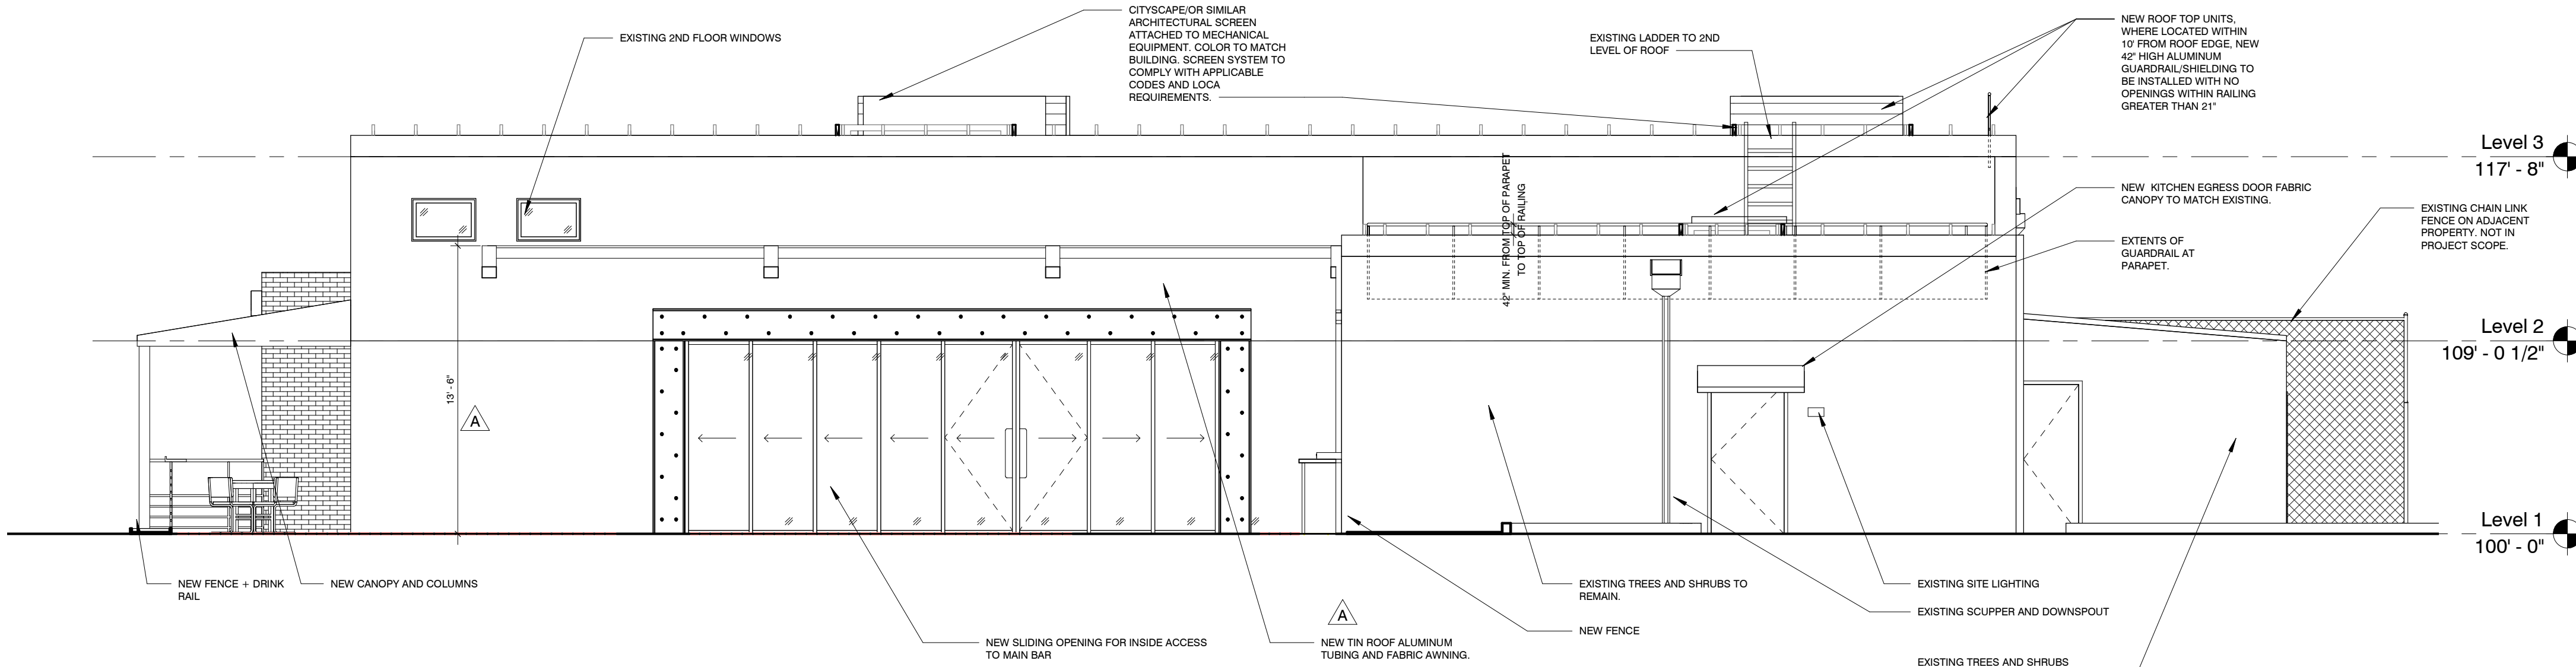 EXISTING 2ND FLOOR WINDOWS
CITYSCAPE/OR SIMILAR
ARCHITECTURAL SCREEN
ATTACHED TO MECHANICAL
EQUIPMENT. COLOR TO MATCH
BUILDING. SCREEN SYSTEM TO
COMPLY WITH APPLICABLE
CODES AND LOCA
REQUIREMENTS.
EXISTING LADDER TO 2ND
LEVEL OF ROOF
NEW ROOF TOP UNITS,
WHERE LOCATED WITHIN
10' FROM ROOF EDGE, NEW
42" HIGH ALUMINUM
GUARDRAIL/SHIELDING TO
BE INSTALLED WITH NO
OPENINGS WITHIN RAILING
GREATER THAN 21"
Level 3
117' - 8"
NEW  KITCHEN EGRESS DOOR FABRIC
CANOPY TO MATCH EXISTING.
EXISTING CHAIN LINK
FENCE ON ADJACENT
PROPERTY. NOT IN
PROJECT SCOPE.
EXTENTS OF
GUARDRAIL AT
PARAPET.
42" MIN. FROM TOP OF PARAPET
TO TOP OF RAILING
Level 2
109' - 0 1/2"
13' - 6"
A
Level 1
100' - 0"
NEW FENCE + DRINK
RAIL
NEW CANOPY AND COLUMNS
NEW SLIDING OPENING FOR INSIDE ACCESS
TO MAIN BAR
A
NEW TIN ROOF ALUMINUM
TUBING AND FABRIC AWNING.
EXISTING TREES AND SHRUBS TO
REMAIN.
NEW FENCE
EXISTING SITE LIGHTING
EXISTING SCUPPER AND DOWNSPOUT
EXISTING TREES AND SHRUBS